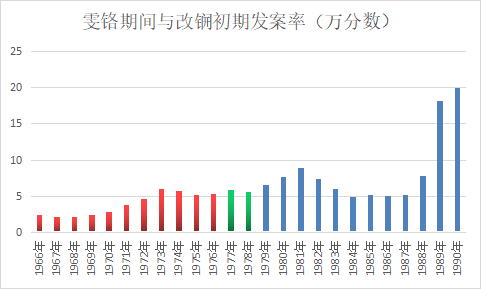 雯铬期间与改锎初期发案率（万分数）
25
20
15
10
5
0
1966年
1967年
1968年
1969年
1970年
1971年
1972年
1973年
1974年
1975年
1976年
1977年
1978年
1979年
1980年
1981年
1982年
1983年
1984年
1985年
1986年
1987年
1988年
1989年
1990年